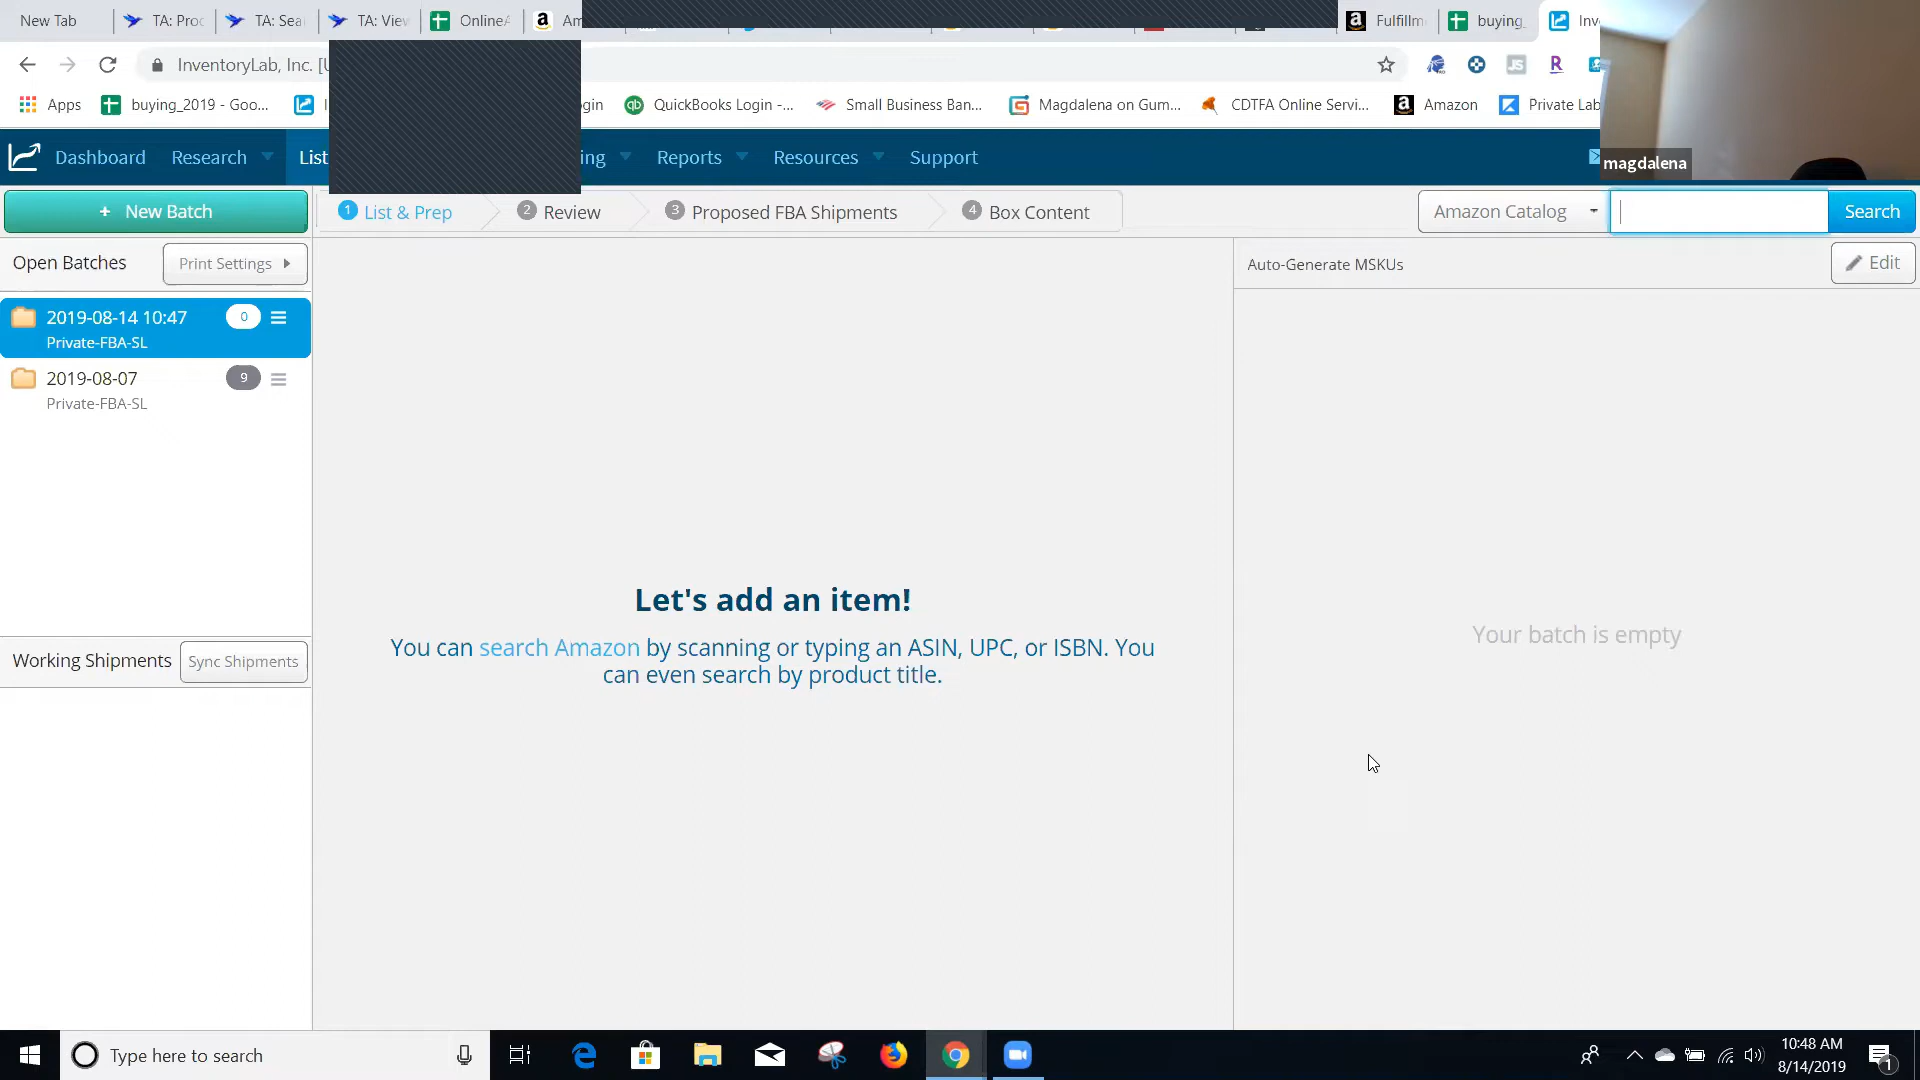 New Tab
TA: Proc
TA: Sea
TA: View
OnlineA
Am
Fulfillm
buying_
Inv
InventoryLab, Inc. [U
Apps
buying_2019 - Goo...
gin
QuickBooks Login -...
Small Business Ban...
Magdalena on Gum...
CDTFA Online Servi...
Amazon
Private Lab
Dashboard
Research
List
ing
Reports
Resources
Support
magdalena
+ New Batch
1 List & Prep
2 Review
3 Proposed FBA Shipments
4 Box Content
Amazon Catalog
Search
Open Batches
Print Settings
Auto-Generate MSKUs
Edit
2019-08-14 10:47
0
Private-FBA-SL
2019-08-07
9
Private-FBA-SL
Let's add an item!
You can search Amazon by scanning or typing an ASIN, UPC, or ISBN. You
can even search by product title.
Your batch is empty
Working Shipments
Sync Shipments
Type here to search
10:48 AM
8/14/2019
1